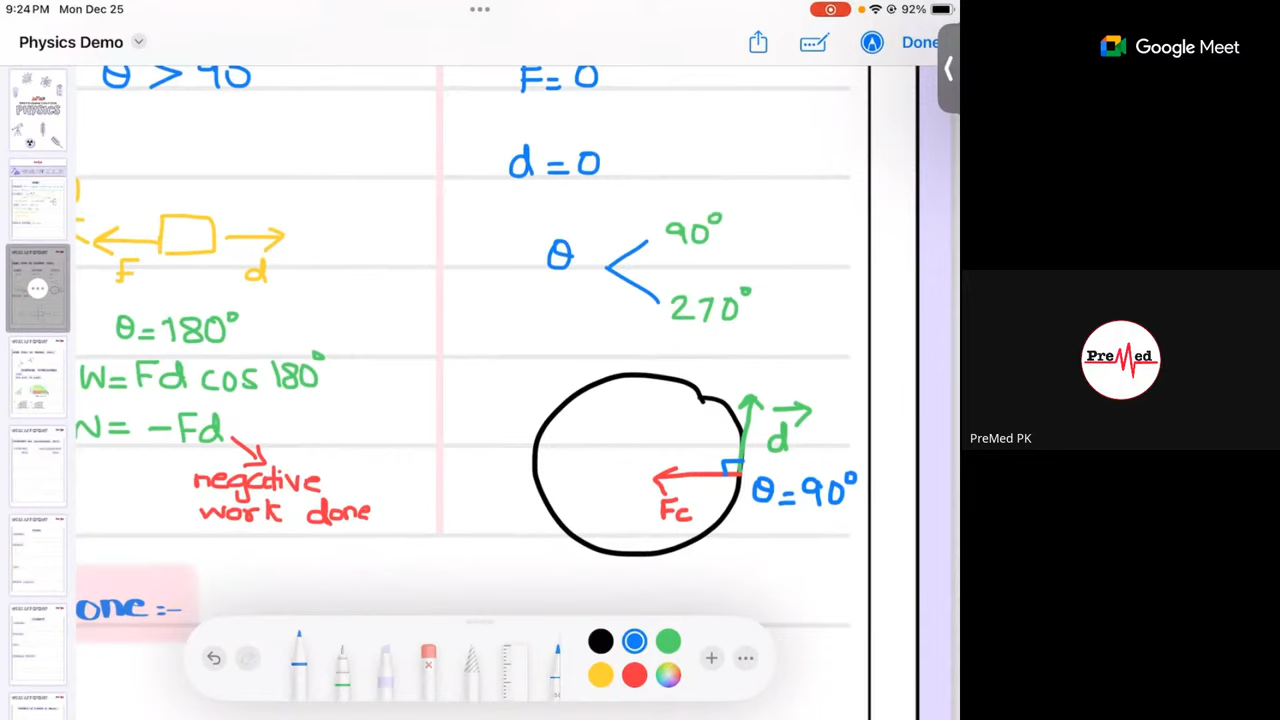 9:24 PM Mon Dec 25
92%
Physics Demo
Done
Google Meet
PHYSICS
θ > 90
F = 0
d = 0
θ
90°
270°
F
d
θ = 180°
W = Fd cos 180°
W = -Fd
negative
work done
d
θ = 90°
Fc
one :-
PreMed
PreMed PK